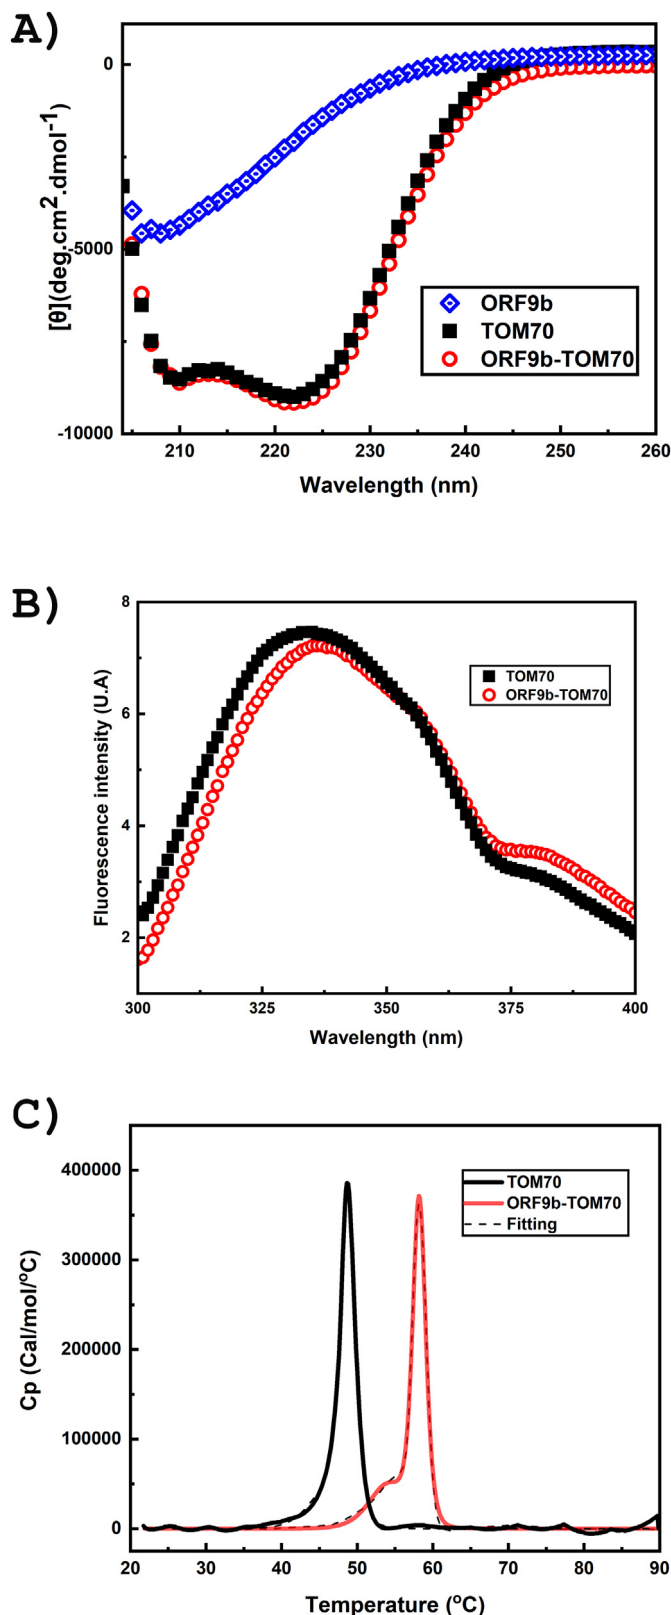 A)
0
-5000
-10000
[θ](deg.cm².dmol⁻¹)
ORF9b
TOM70
ORF9b-TOM70
210 220 230 240 250 260
Wavelength (nm)
B)
8
6
4
2
Fluorescence intensity (U.A)
TOM70
ORF9b-TOM70
300 325 350 375 400
Wavelength (nm)
C)
400000
300000
200000
100000
0
Cp (Cal/mol/°C)
TOM70
ORF9b-TOM70
Fitting
20 30 40 50 60 70 80 90
Temperature (°C)